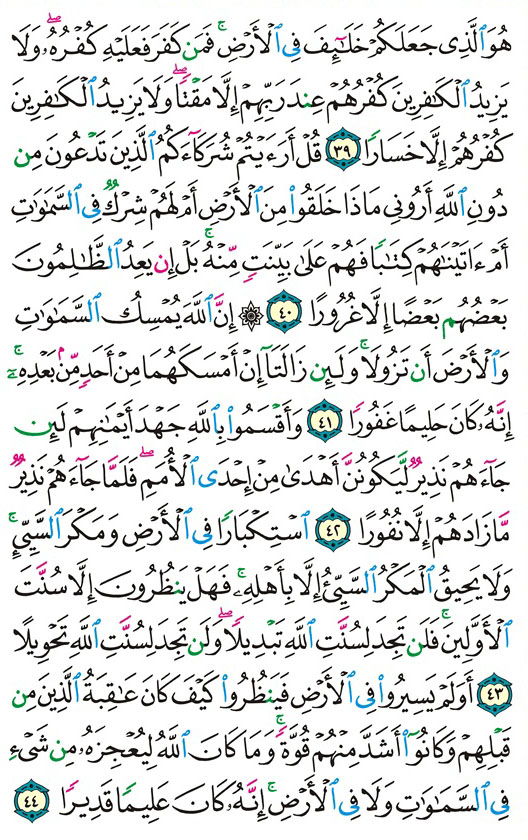 هُوَ ٱلَّذِى جَعَلَكُمْ خَلَٰٓئِفَ فِى ٱلْأَرْضِ ۚ فَمَن كَفَرَ فَعَلَيْهِ كُفْرُهُۥ ۖ وَلَا
يَزِيدُ ٱلْكَٰفِرِينَ كُفْرُهُمْ عِندَ رَبِّهِمْ إِلَّا مَقْتًا ۖ وَلَا يَزِيدُ ٱلْكَٰفِرِينَ
كُفْرُهُمْ إِلَّا خَسَارًا ٣٩ قُلْ أَرَءَيْتُمْ شُرَكَآءَكُمُ ٱلَّذِينَ تَدْعُونَ مِن
دُونِ ٱللَّهِ أَرُونِى مَاذَا خَلَقُوا۟ مِنَ ٱلْأَرْضِ أَمْ لَهُمْ شِرْكٌ فِى ٱلسَّمَٰوَٰتِ
أَمْ ءَاتَيْنَٰهُمْ كِتَٰبًا فَهُمْ عَلَىٰ بَيِّنَتٍ مِّنْهُ ۚ بَلْ إِن يَعِدُ ٱلظَّٰلِمُونَ
بَعْضُهُم بَعْضًا إِلَّا غُرُورًا ٤٠ ۞ إِنَّ ٱللَّهَ يُمْسِكُ ٱلسَّمَٰوَٰتِ
وَٱلْأَرْضَ أَن تَزُولَا ۚ وَلَئِن زَالَتَآ إِنْ أَمْسَكَهُمَا مِنْ أَحَدٍ مِّنۢ بَعْدِهِۦٓ ۚ
إِنَّهُۥ كَانَ حَلِيمًا غَفُورًا ٤١ وَأَقْسَمُوا۟ بِٱللَّهِ جَهْدَ أَيْمَٰنِهِمْ لَئِن
جَآءَهُمْ نَذِيرٌ لَّيَكُونُنَّ أَهْدَىٰ مِنْ إِحْدَى ٱلْأُمَمِ ۖ فَلَمَّا جَآءَهُمْ نَذِيرٌ
مَّا زَادَهُمْ إِلَّا نُفُورًا ٤٢ ٱسْتِكْبَارًا فِى ٱلْأَرْضِ وَمَكْرَ ٱلسَّيِّئِ ۚ
وَلَا يَحِيقُ ٱلْمَكْرُ ٱلسَّيِّئُ إِلَّا بِأَهْلِهِۦ ۚ فَهَلْ يَنظُرُونَ إِلَّا سُنَّتَ
ٱلْأَوَّلِينَ ۚ فَلَن تَجِدَ لِسُنَّتِ ٱللَّهِ تَبْدِيلًا ۖ وَلَن تَجِدَ لِسُنَّتِ ٱللَّهِ تَحْوِيلًا
٤٣ أَوَلَمْ يَسِيرُوا۟ فِى ٱلْأَرْضِ فَيَنظُرُوا۟ كَيْفَ كَانَ عَٰقِبَةُ ٱلَّذِينَ مِن
قَبْلِهِمْ وَكَانُوٓا۟ أَشَدَّ مِنْهُمْ قُوَّةً ۚ وَمَا كَانَ ٱللَّهُ لِيُعْجِزَهُۥ مِن شَىْءٍ
فِى ٱلسَّمَٰوَٰتِ وَلَا فِى ٱلْأَرْضِ ۚ إِنَّهُۥ كَانَ عَلِيمًا قَدِيرًا ٤٤